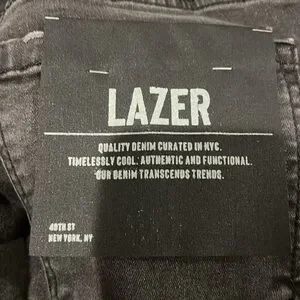 LAZER
QUALITY DENIM CURATED IN NYC.
TIMELESSLY COOL. AUTHENTIC AND FUNCTIONAL.
OUR DENIM TRANSCENDS TRENDS.
40TH ST
NEW YORK, NY